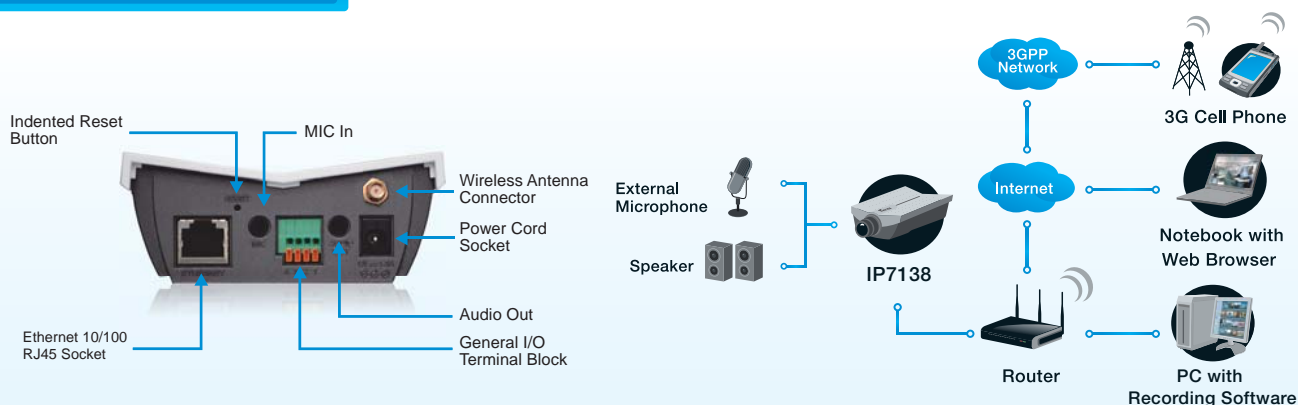 Indented Reset
Button
MIC In
Wireless Antenna
Connector
Power Cord
Socket
Audio Out
General I/O
Terminal Block
Ethernet 10/100
RJ45 Socket
External
Microphone
Speaker
IP7138
3GPP
Network
3G Cell Phone
Internet
Notebook with
Web Browser
Router
PC with
Recording Software